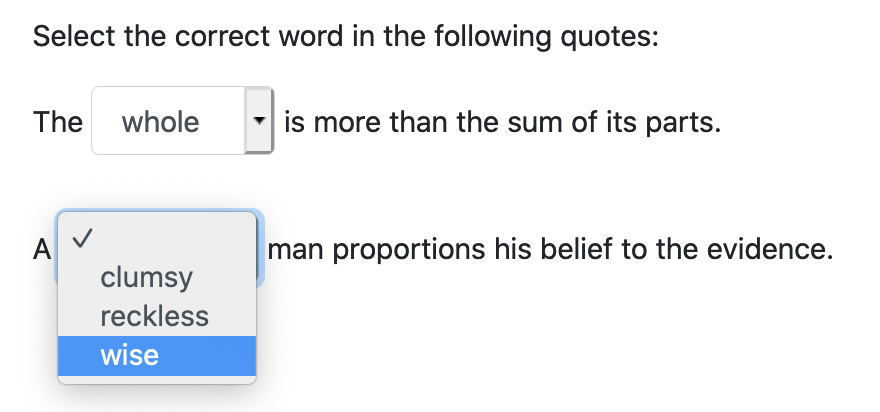 Select the correct word in the following quotes:
The whole is more than the sum of its parts.
A man proportions his belief to the evidence.
clumsy
reckless
wise